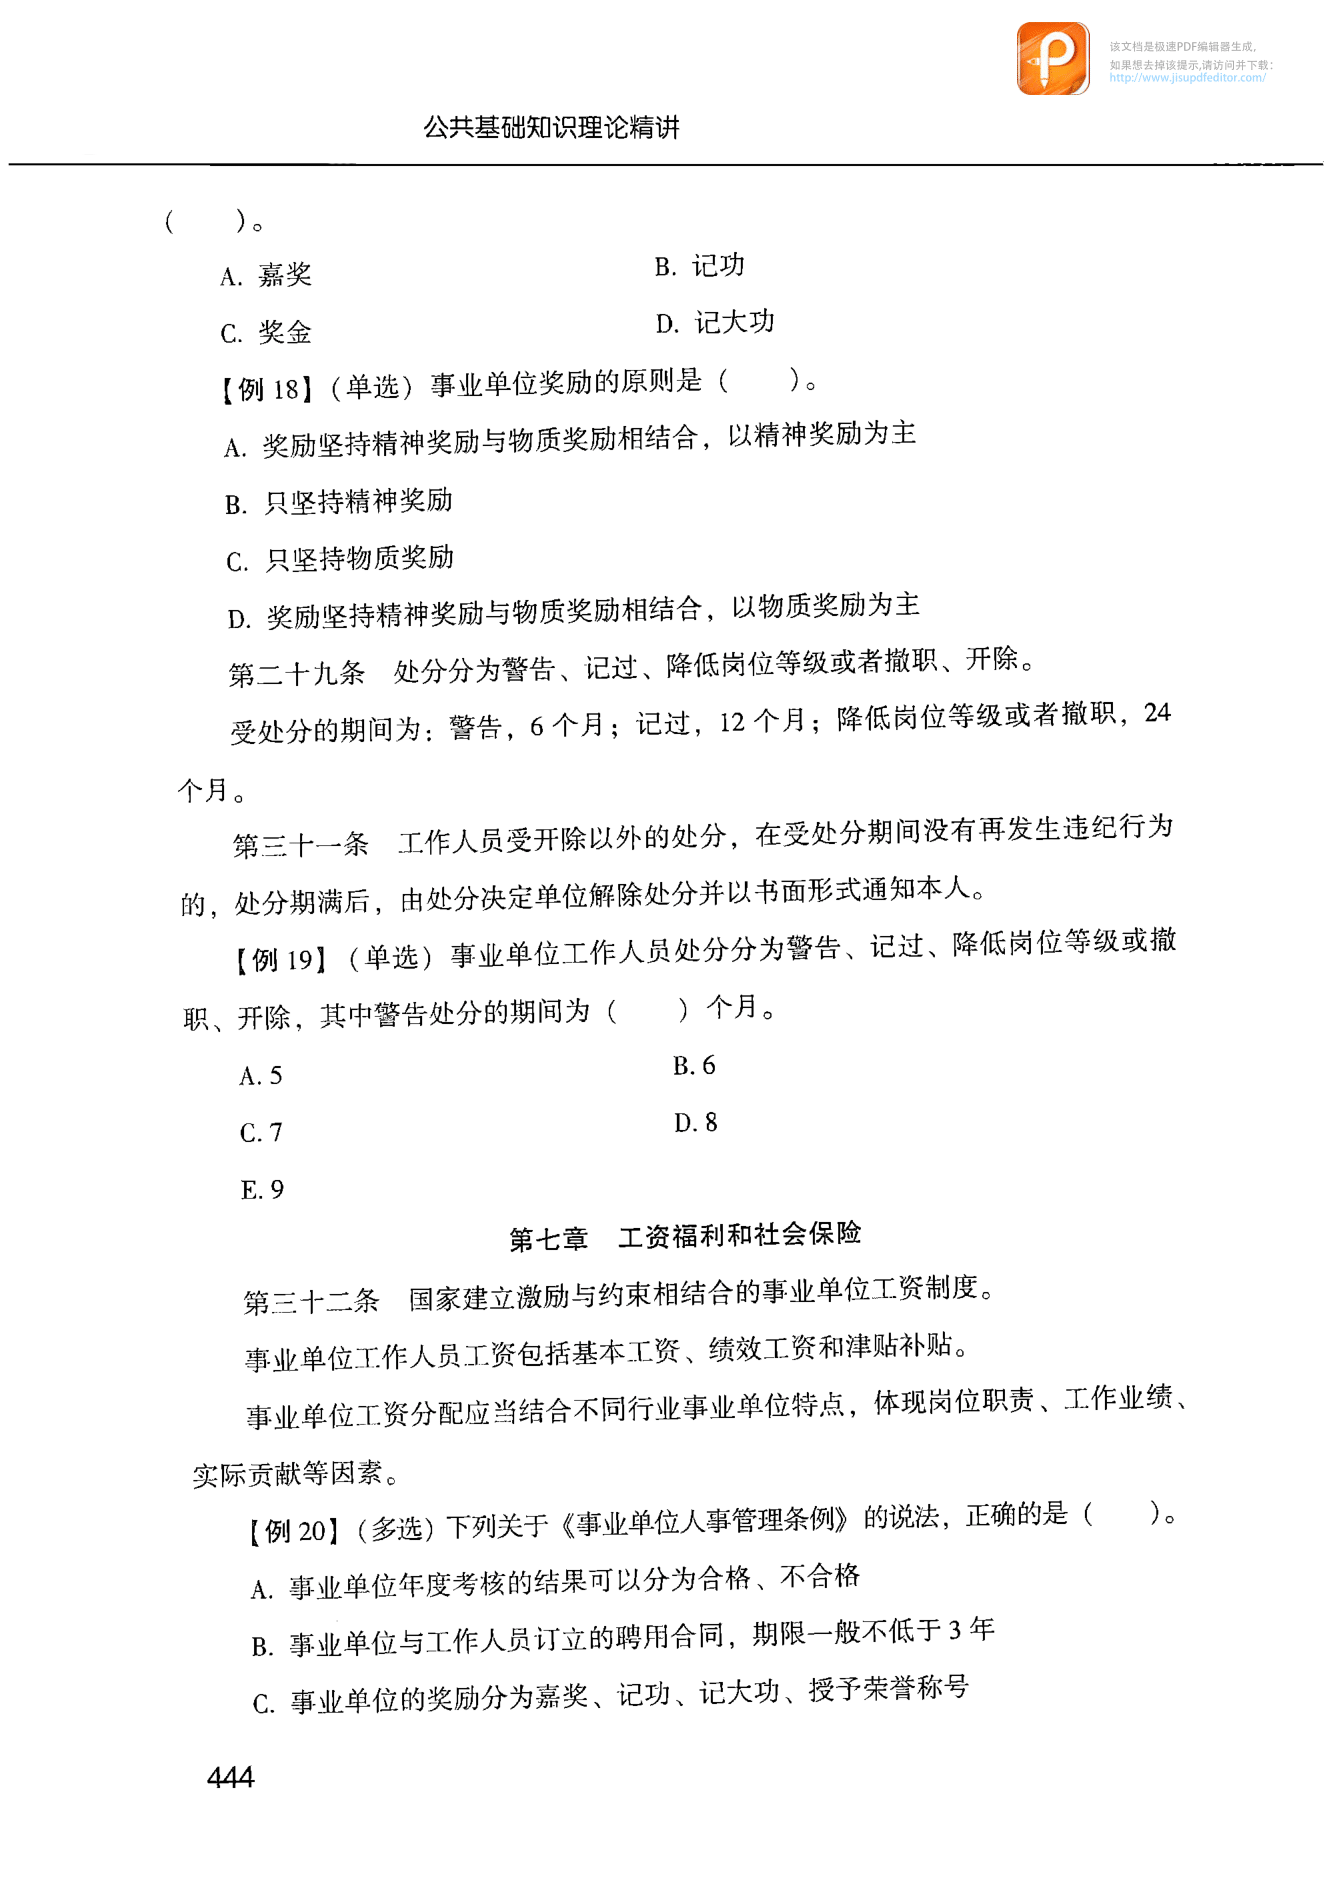 该文档是极速PDF编辑器生成，
如果想去掉该提示,请访问并下载：
http://www.jisupdfeditor.com/
公共基础知识理论精讲
（　　）。
A. 嘉奖　B. 记功
C. 奖金　D. 记大功
【例 18】（单选）事业单位奖励的原则是（　　）。
A. 奖励坚持精神奖励与物质奖励相结合，以精神奖励为主
B. 只坚持精神奖励
C. 只坚持物质奖励
D. 奖励坚持精神奖励与物质奖励相结合，以物质奖励为主
第二十九条　处分分为警告、记过、降低岗位等级或者撤职、开除。
受处分的期间为：警告，6 个月；记过，12 个月；降低岗位等级或者撤职，24
个月。
第三十一条　工作人员受开除以外的处分，在受处分期间没有再发生违纪行为
的，处分期满后，由处分决定单位解除处分并以书面形式通知本人。
【例 19】（单选）事业单位工作人员处分分为警告、记过、降低岗位等级或撤
职、开除，其中警告处分的期间为（　　）个月。
A. 5　B. 6
C. 7　D. 8
E. 9
第七章　工资福利和社会保险
第三十二条　国家建立激励与约束相结合的事业单位工资制度。
事业单位工作人员工资包括基本工资、绩效工资和津贴补贴。
事业单位工资分配应当结合不同行业事业单位特点，体现岗位职责、工作业绩、
实际贡献等因素。
【例 20】（多选）下列关于《事业单位人事管理条例》的说法，正确的是（　　）。
A. 事业单位年度考核的结果可以分为合格、不合格
B. 事业单位与工作人员订立的聘用合同，期限一般不低于 3 年
C. 事业单位的奖励分为嘉奖、记功、记大功、授予荣誉称号
444